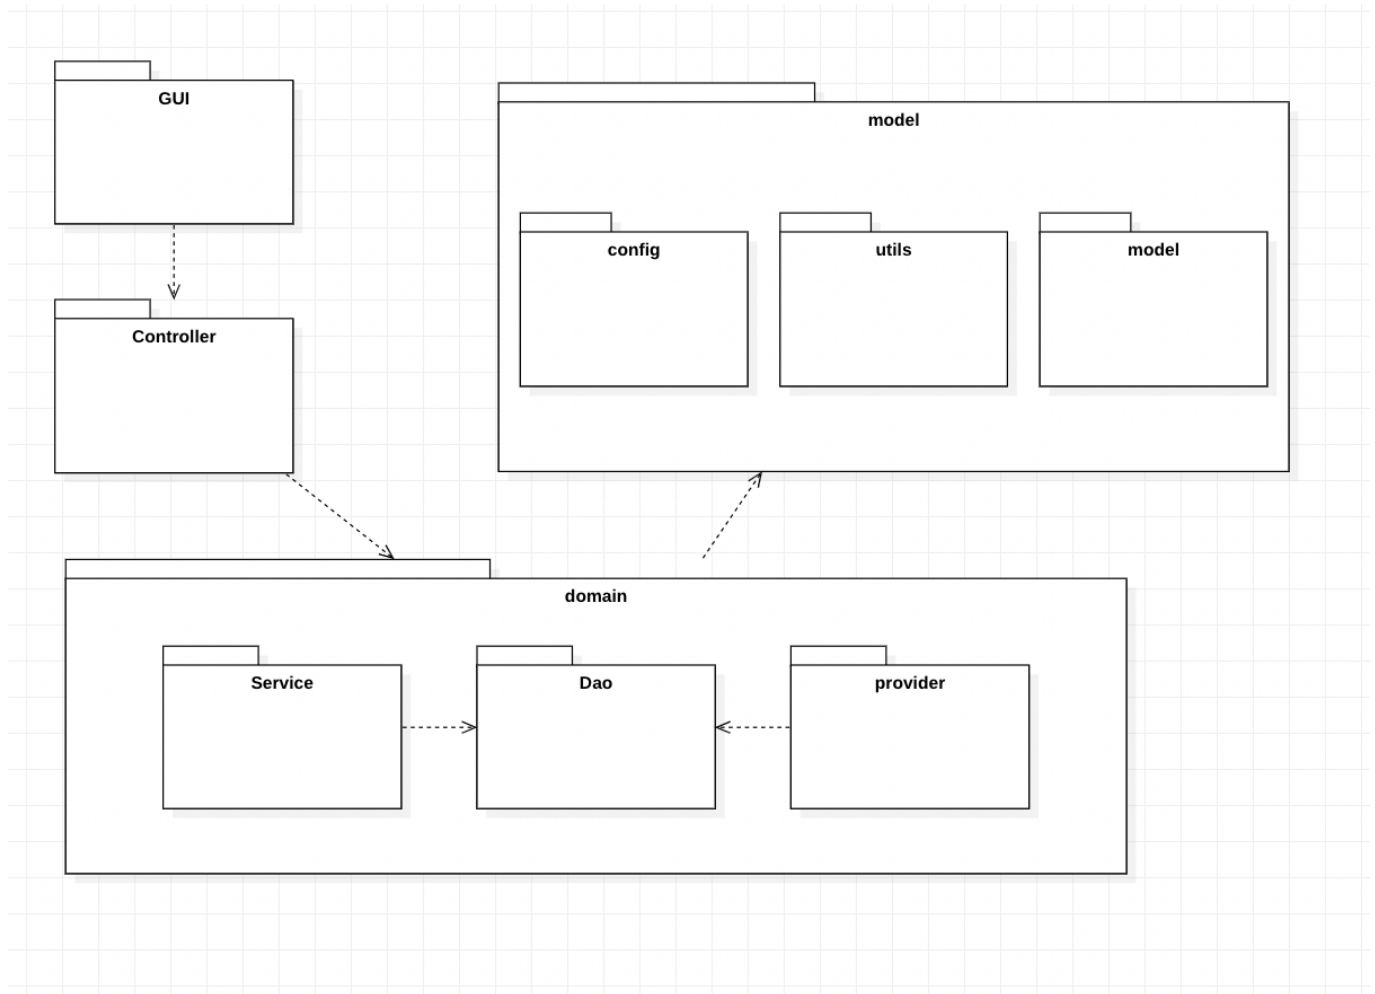 GUI
model
config
utils
model
Controller
domain
Service
Dao
provider